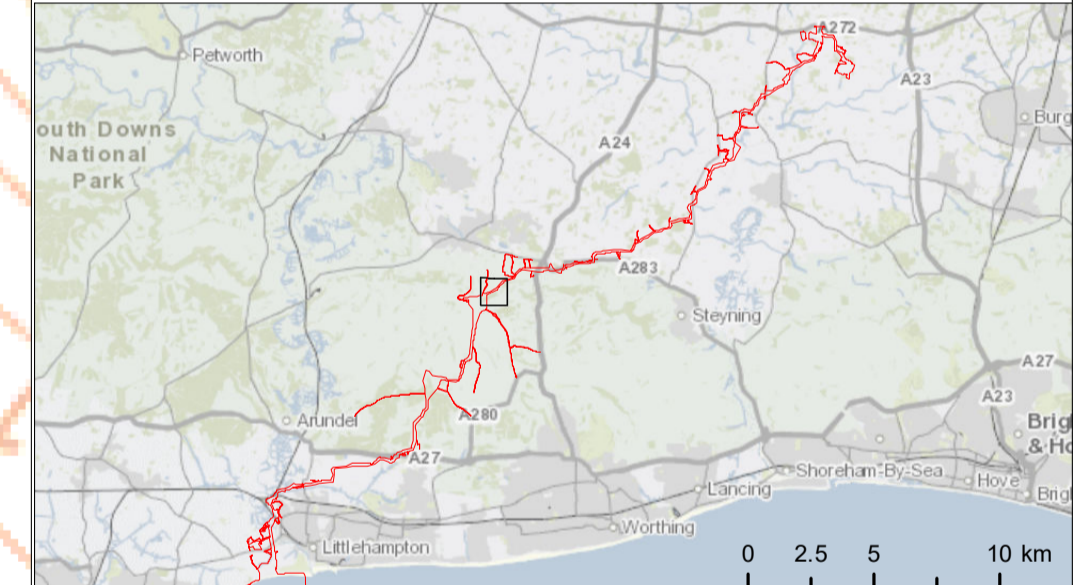 A272
Petworth
A23
Burg
outh Downs
National
Park
A24
A283
Steyning
A27
A23
Arundel
A280
Brig
& Ho
A27
Shoreham-By-Sea
Hove
Lancing
Brig
Worthing
Littlehampton
0 2.5 5 10 km